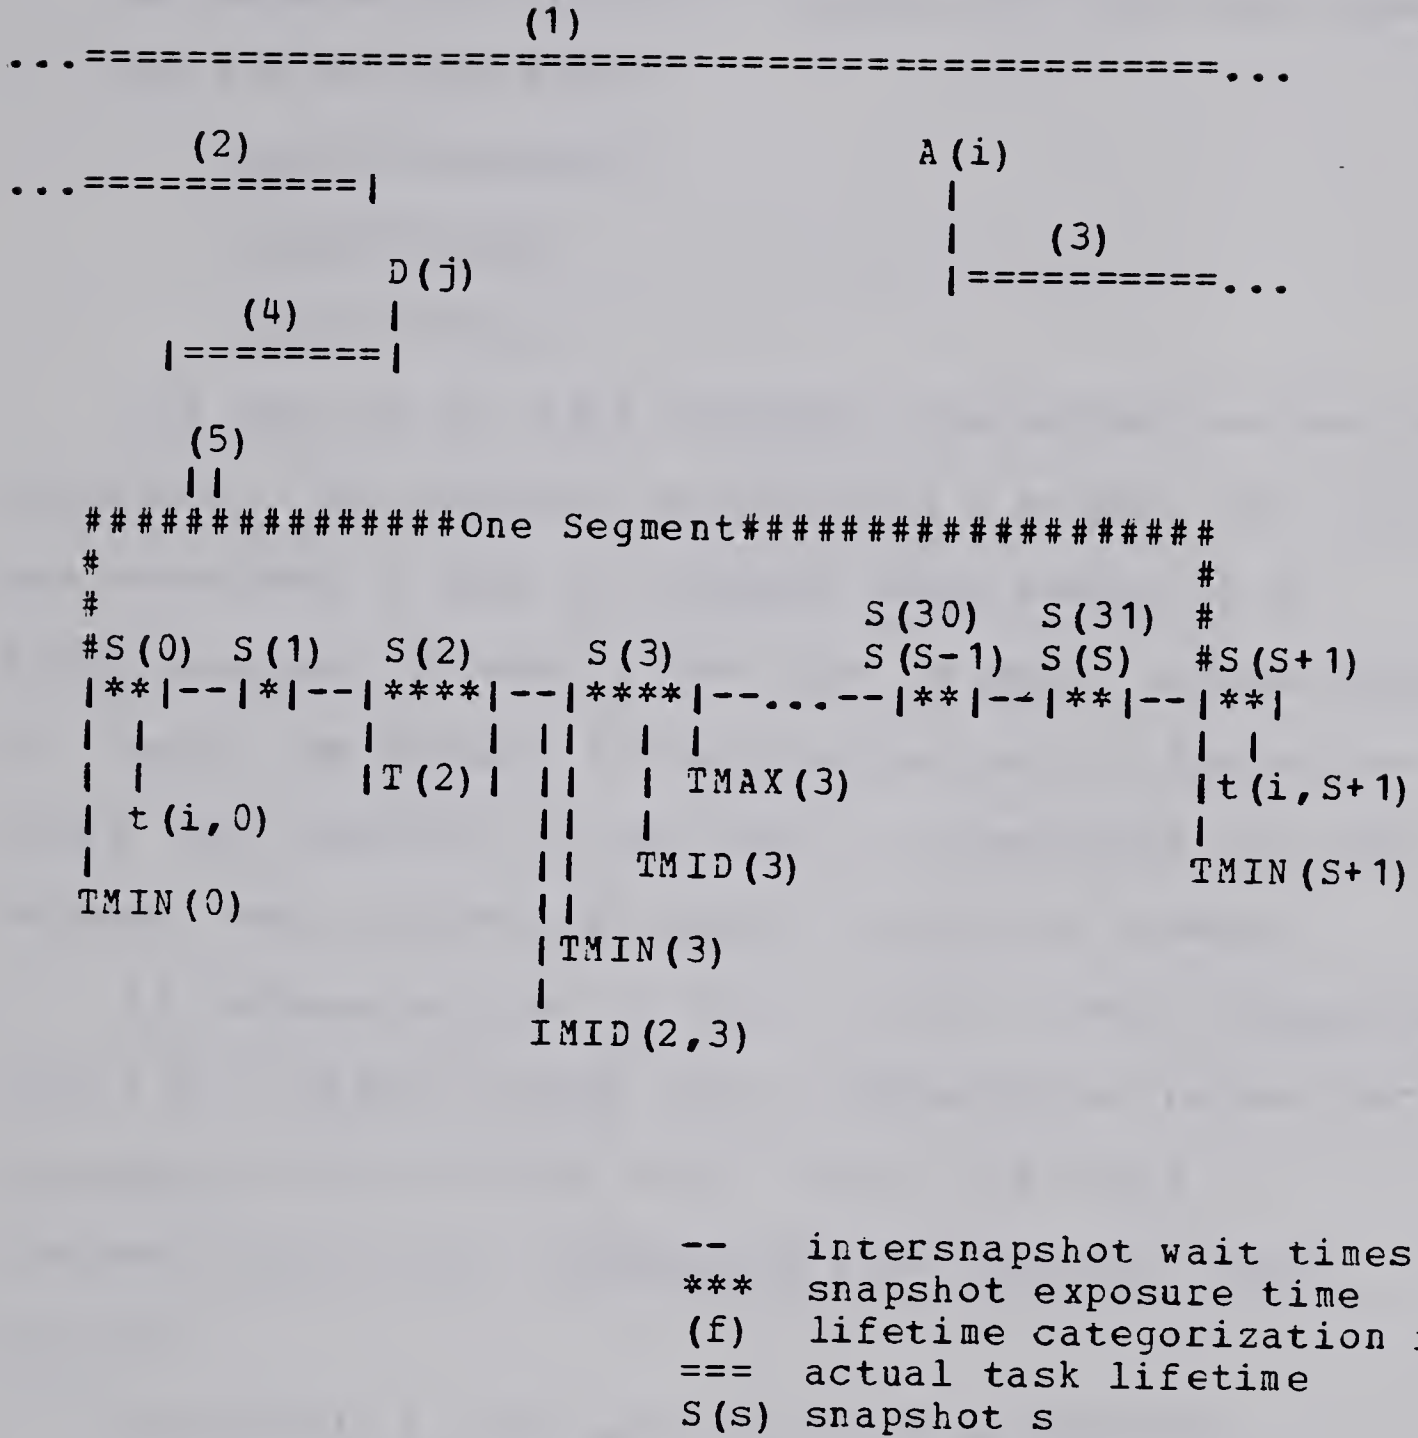 (1)
...==============================================...
(2) A(i)
...===========| |
| (3)
D(j) |==========...
(4) |
|========|
(5)
||
###############One Segment###################
# #
# S(30) S(31) #
#S(0) S(1) S(2) S(3) S(S-1) S(S) #S(S+1)
|**|--|*|--|****|--|****|--...--|**|--|**|--|**|
| | | | || | | | |
| | |T(2)| || | TMAX(3) |t(i,S+1)
| t(i,0) || | |
| || TMID(3) TMIN(S+1)
TMIN(0) ||
|TMIN(3)
|
IMID(2,3)
-- intersnapshot wait times
*** snapshot exposure time
(f) lifetime categorization
=== actual task lifetime
S(s) snapshot s